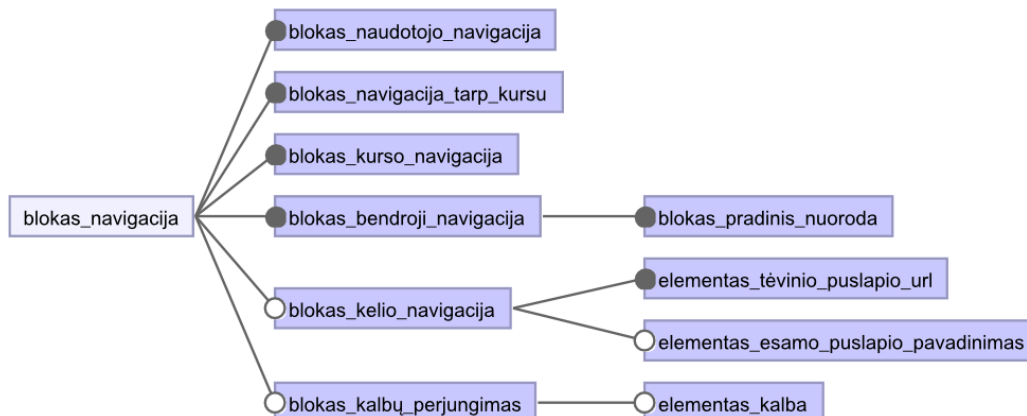 blokas_naudotojo_navigacija
blokas_navigacija_tarp_kursu
blokas_kurso_navigacija
blokas_navigacija
blokas_bendroji_navigacija
blokas_pradinis_nuoroda
elementas_tėvinio_puslapio_url
blokas_kelio_navigacija
elementas_esamo_puslapio_pavadinimas
blokas_kalbų_perjungimas
elementas_kalba